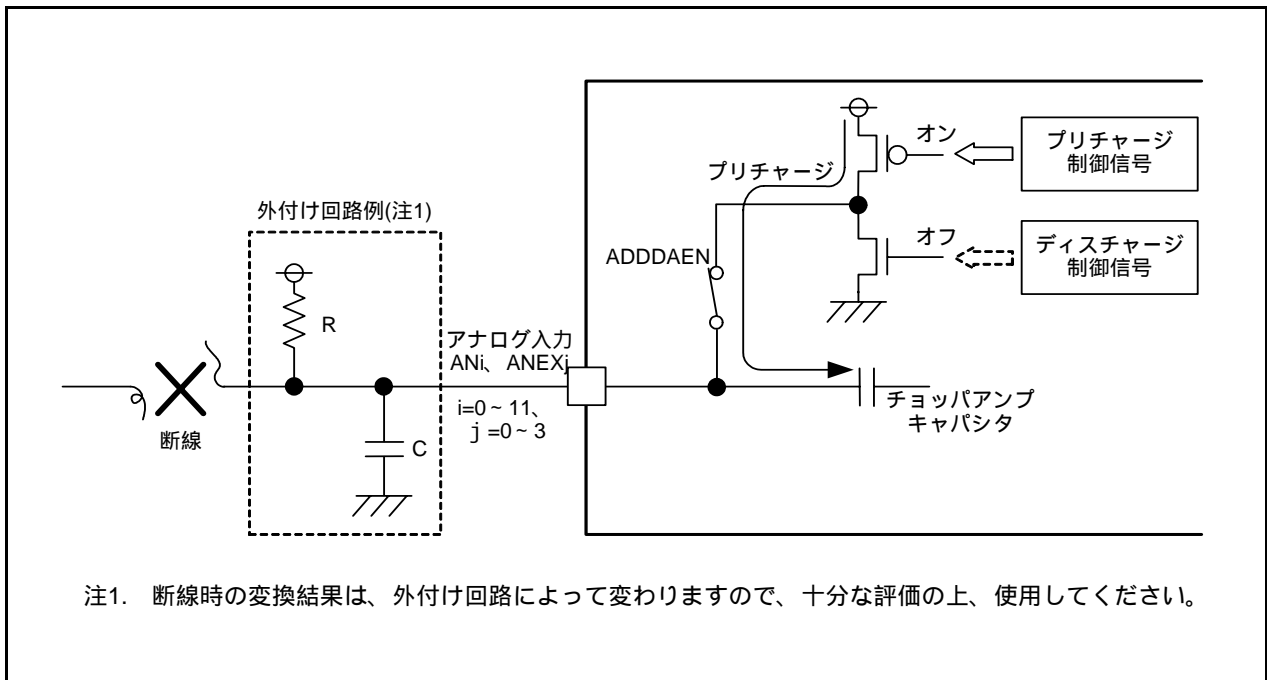 オン
プリチャージ
制御信号
プリチャージ
外付け回路例(注1)
オフ
ディスチャージ
制御信号
ADDDAEN
R
アナログ入力
ANi、ANEXj
i=0~11、
j=0~3
チョッパアンプ
キャパシタ
断線
C
注1. 断線時の変換結果は、外付け回路によって変わりますので、十分な評価の上、使用してください。